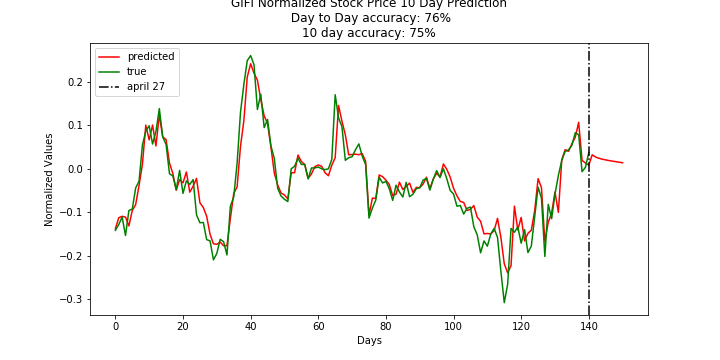 GIFI Normalized Stock Price 10 Day Prediction
Day to Day accuracy: 76%
10 day accuracy: 75%
predicted
true
april 27
Normalized Values
0.2
0.1
0.0
−0.1
−0.2
−0.3
0 20 40 60 80 100 120 140
Days